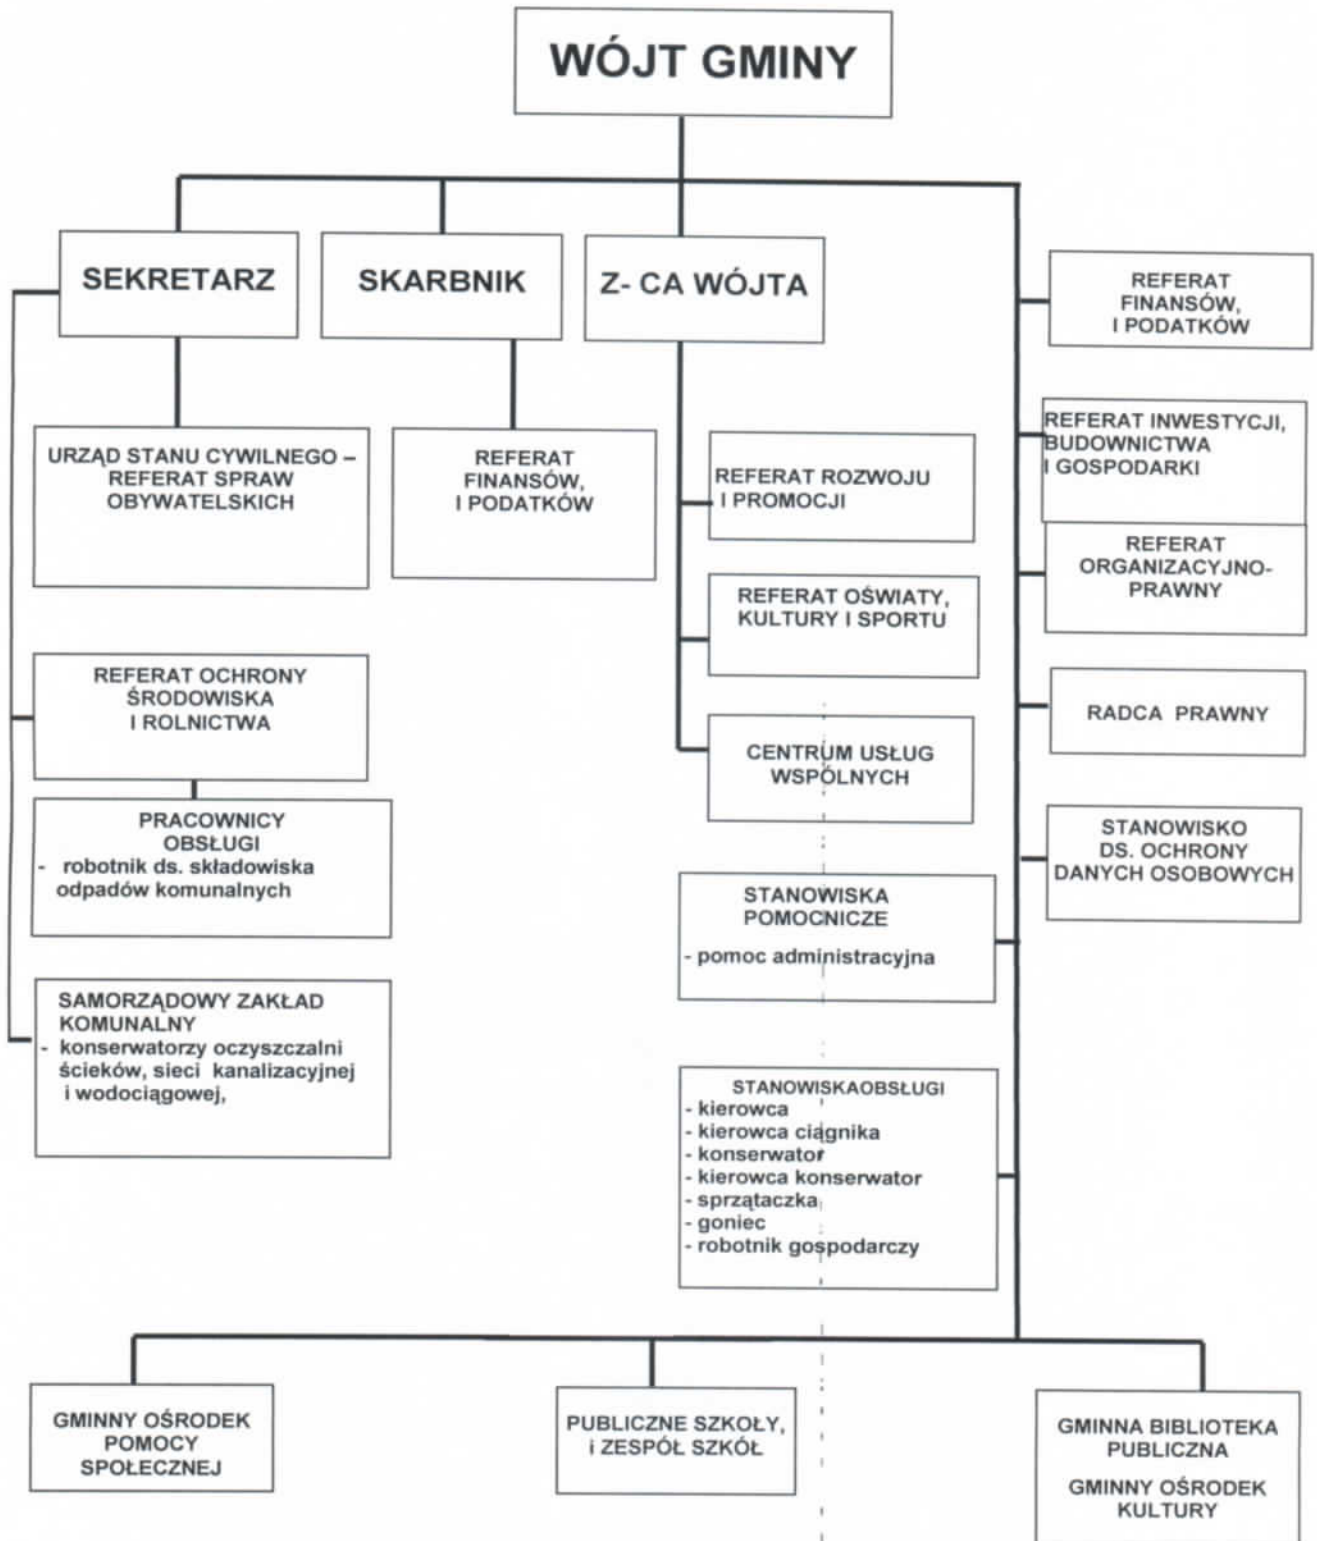 WÓJT GMINY
SEKRETARZ
SKARBNIK
Z- CA WÓJTA
REFERAT
FINANSÓW,
I PODATKÓW
URZĄD STANU CYWILNEGO –
REFERAT SPRAW
OBYWATELSKICH
REFERAT
FINANSÓW,
I PODATKÓW
REFERAT ROZWOJU
I PROMOCJI
REFERAT INWESTYCJI,
BUDOWNICTWA
I GOSPODARKI
REFERAT
ORGANIZACYJNO-
PRAWNY
REFERAT OŚWIATY,
KULTURY I SPORTU
REFERAT OCHRONY
ŚRODOWISKA
I ROLNICTWA
RADCA PRAWNY
CENTRUM USŁUG
WSPÓLNYCH
PRACOWNICY
OBSŁUGI
- robotnik ds. składowiska
odpadów komunalnych
STANOWISKO
DS. OCHRONY
DANYCH OSOBOWYCH
STANOWISKA
POMOCNICZE
- pomoc administracyjna
SAMORZĄDOWY ZAKŁAD
KOMUNALNY
- konserwatorzy oczyszczalni
ścieków, sieci kanalizacyjnej
i wodociągowej,
STANOWISKAOBSŁUGI
- kierowca
- kierowca ciągnika
- konserwator
- kierowca konserwator
- sprzątaczka
- goniec
- robotnik gospodarczy
GMINNY OŚRODEK
POMOCY
SPOŁECZNEJ
PUBLICZNE SZKOŁY,
i ZESPÓŁ SZKÓŁ
GMINNA BIBLIOTEKA
PUBLICZNA
GMINNY OŚRODEK
KULTURY